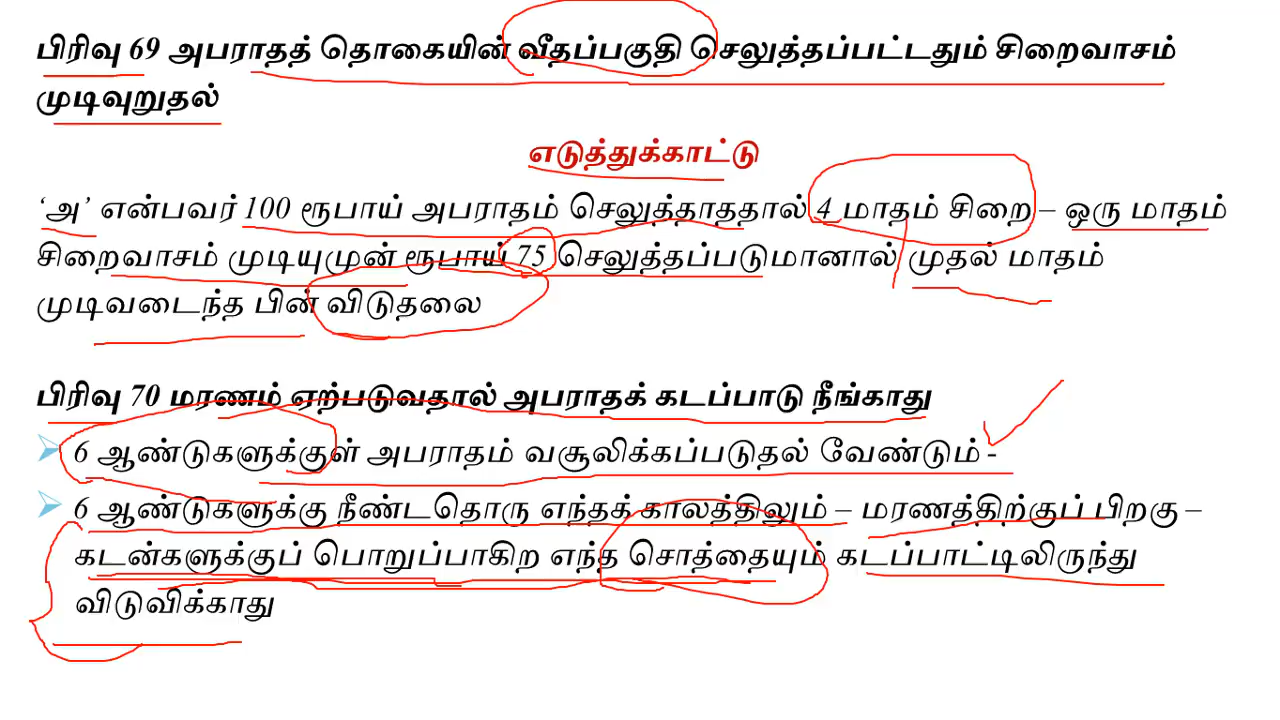 பிரிவு 69 அபராதத் தொகையின் வீதப்பகுதி செலுத்தப்பட்டதும் சிறைவாசம்
முடிவுறுதல்
எடுத்துக்காட்டு
‘அ’ என்பவர் 100 ரூபாய் அபராதம் செலுத்தாததால் 4 மாதம் சிறை – ஒரு மாதம்
சிறைவாசம் முடியுமுன் ரூபாய் 75 செலுத்தப்படுமானால் முதல் மாதம்
முடிவடைந்த பின் விடுதலை
பிரிவு 70 மரணம் ஏற்படுவதால் அபராதக் கடப்பாடு நீங்காது
6 ஆண்டுகளுக்குள் அபராதம் வசூலிக்கப்படுதல் வேண்டும் -
6 ஆண்டுகளுக்கு நீண்டதொரு எந்தக் காலத்திலும் – மரணத்திற்குப் பிறகு –
கடன்களுக்குப் பொறுப்பாகிற எந்த சொத்தையும் கடப்பாட்டிலிருந்து
விடுவிக்காது